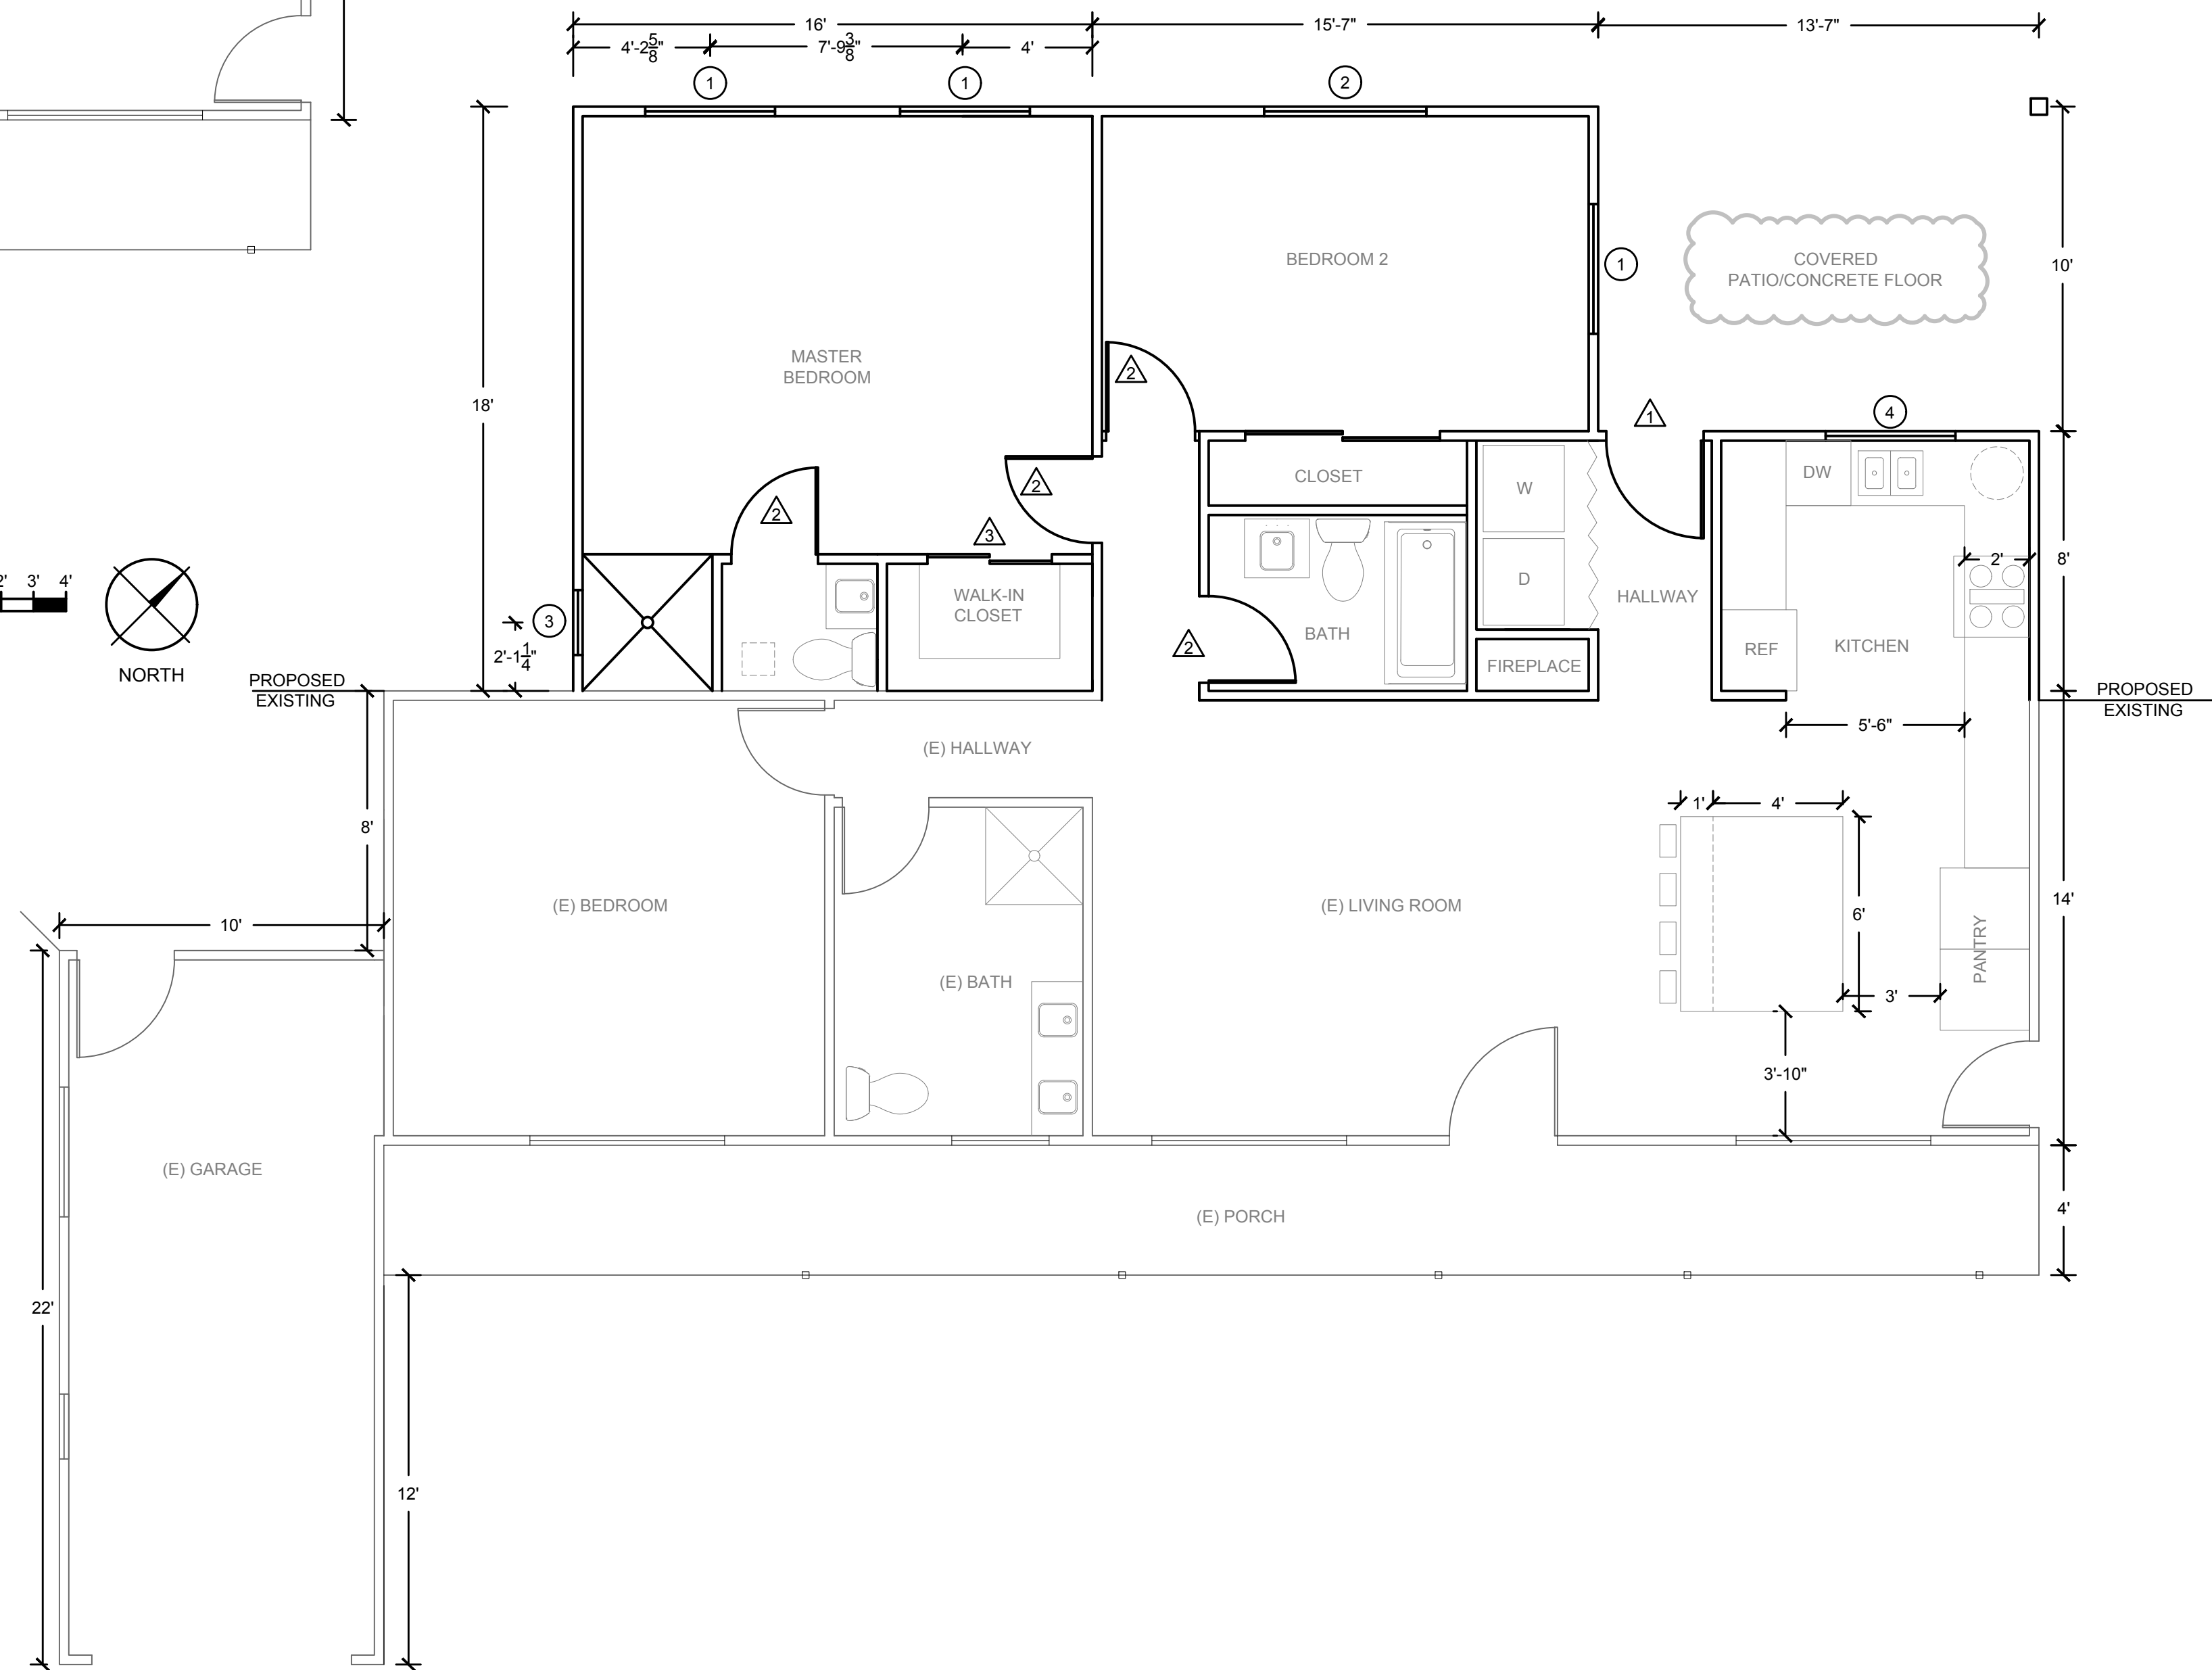 16'
15'-7"
13'-7"
4'-2 5/8"
7'-9 3/8"
4'
1
1
2
10'
BEDROOM 2
COVERED
PATIO/CONCRETE FLOOR
1
MASTER
BEDROOM
2
18'
1
4
2
2
3
CLOSET
W
DW
2'
3'
4'
D
2'
8'
WALK-IN
CLOSET
HALLWAY
3
2
BATH
KITCHEN
REF
2'-1 1/4"
FIREPLACE
NORTH
PROPOSED
EXISTING
PROPOSED
EXISTING
5'-6"
(E) HALLWAY
1'
4'
8'
(E) BEDROOM
(E) LIVING ROOM
6'
14'
10'
PANTRY
(E) BATH
3'
3'-10"
(E) GARAGE
(E) PORCH
4'
22'
12'